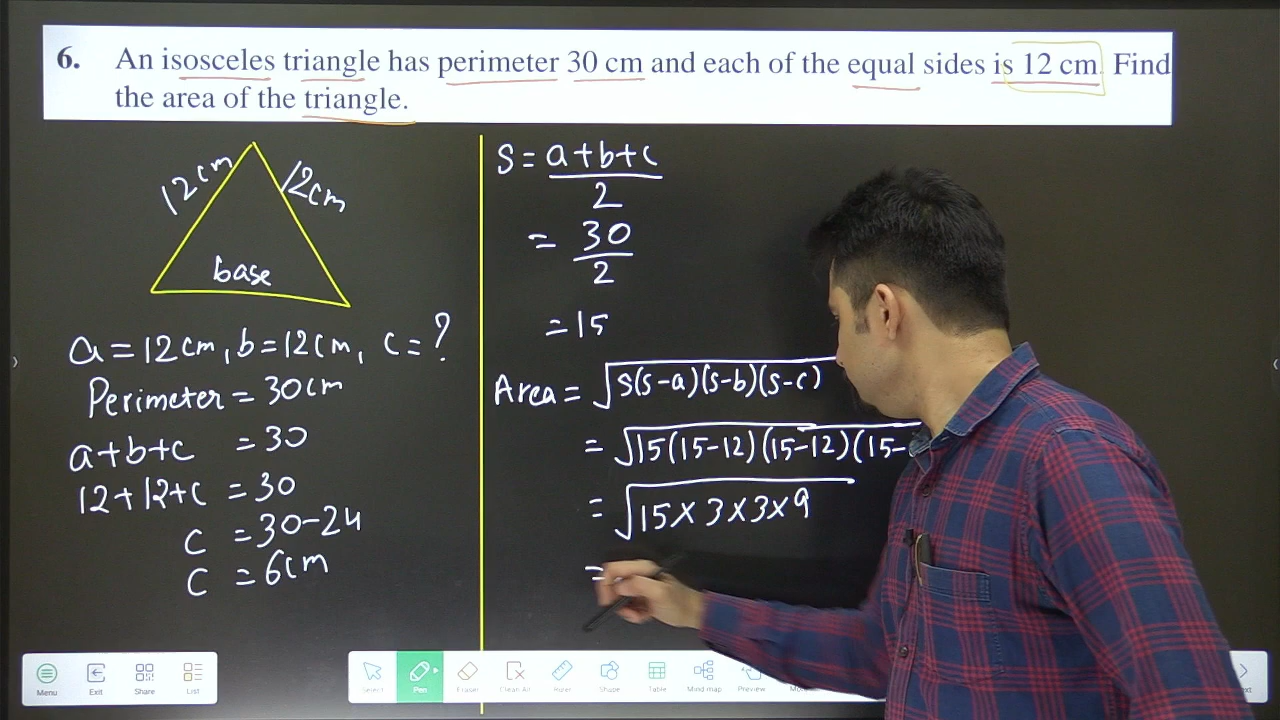 6. An isosceles triangle has perimeter 30 cm and each of the equal sides is 12 cm. Find
the area of the triangle.
12cm
12cm
base
a=12cm, b=12cm, c=?
Perimeter = 30cm
a+b+c = 30
12+12+c = 30
c = 30-24
c = 6cm
S = a+b+c
2
= 30
2
=15
Area = √s(s-a)(s-b)(s-c)
= √15(15-12)(15-12)(15-
= √15×3×3×9
=
Menu Exit Share List
Select Pen Eraser Clean All Ruler Shape Table Mind map Preview